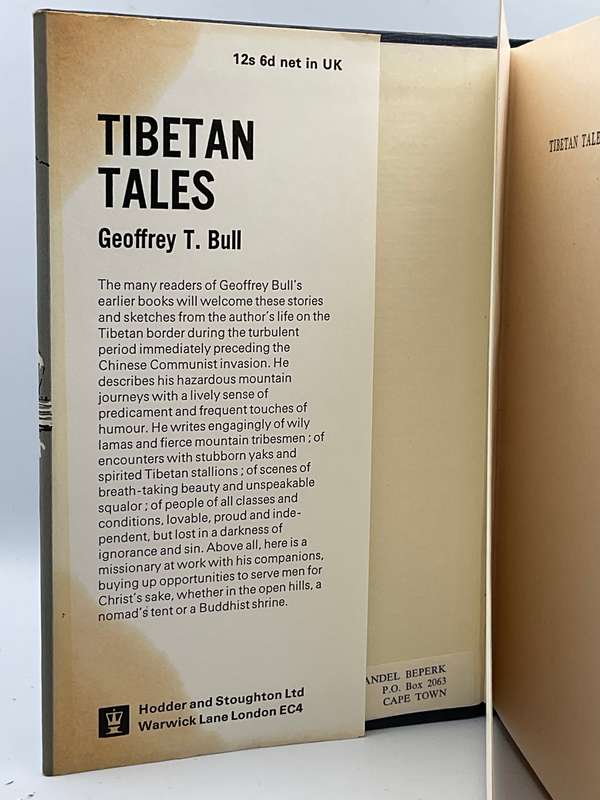 12s 6d net in UK
TIBETAN
TALES
Geoffrey T. Bull
The many readers of Geoffrey Bull's
earlier books will welcome these stories
and sketches from the author's life on the
Tibetan border during the turbulent
period immediately preceding the
Chinese Communist invasion. He
describes his hazardous mountain
journeys with a lively sense of
predicament and frequent touches of
humour. He writes engagingly of wily
lamas and fierce mountain tribesmen ; of
encounters with stubborn yaks and
spirited Tibetan stallions ; of scenes of
breath-taking beauty and unspeakable
squalor ; of people of all classes and
conditions, lovable, proud and inde-
pendent, but lost in a darkness of
ignorance and sin. Above all, here is a
missionary at work with his companions,
buying up opportunities to serve men for
Christ's sake, whether in the open hills, a
nomad's tent or a Buddhist shrine.
Hodder and Stoughton Ltd
Warwick Lane London EC4
ANDEL BEPERK
P.O. Box 2063
CAPE TOWN
TIBETAN TALE